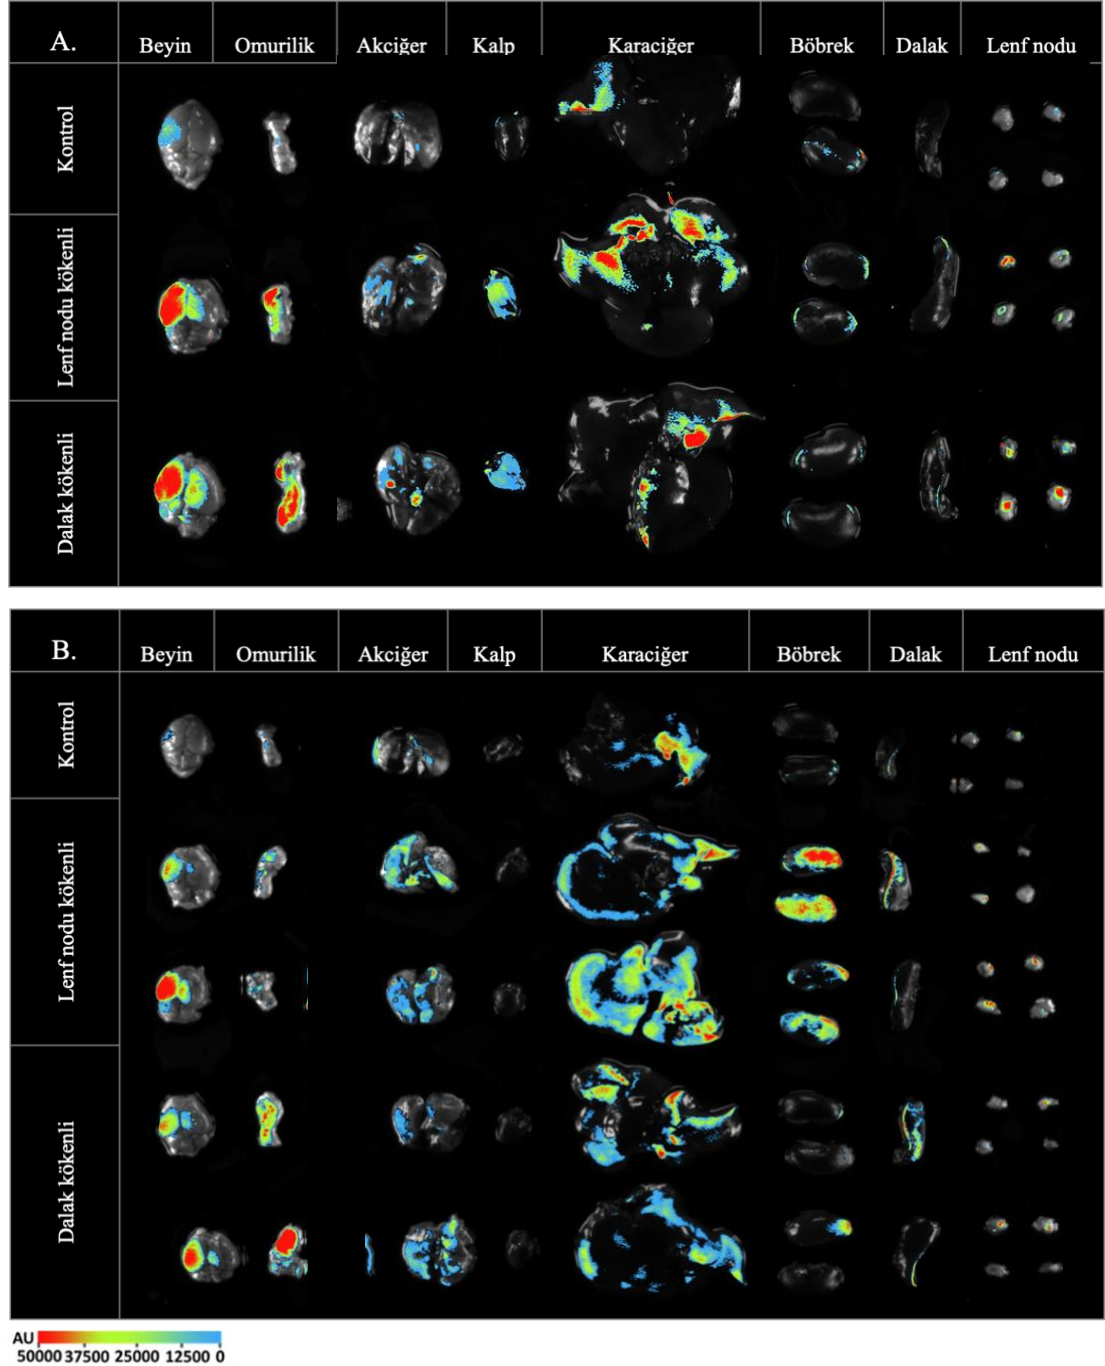 A.
Beyin
Omurilik
Akciğer
Kalp
Karaciğer
Böbrek
Dalak
Lenf nodu
Kontrol
Lenf nodu kökenli
Dalak kökenli
B.
Beyin
Omurilik
Akciğer
Kalp
Karaciğer
Böbrek
Dalak
Lenf nodu
Kontrol
Lenf nodu kökenli
Dalak kökenli
AU
50000 37500 25000 12500 0